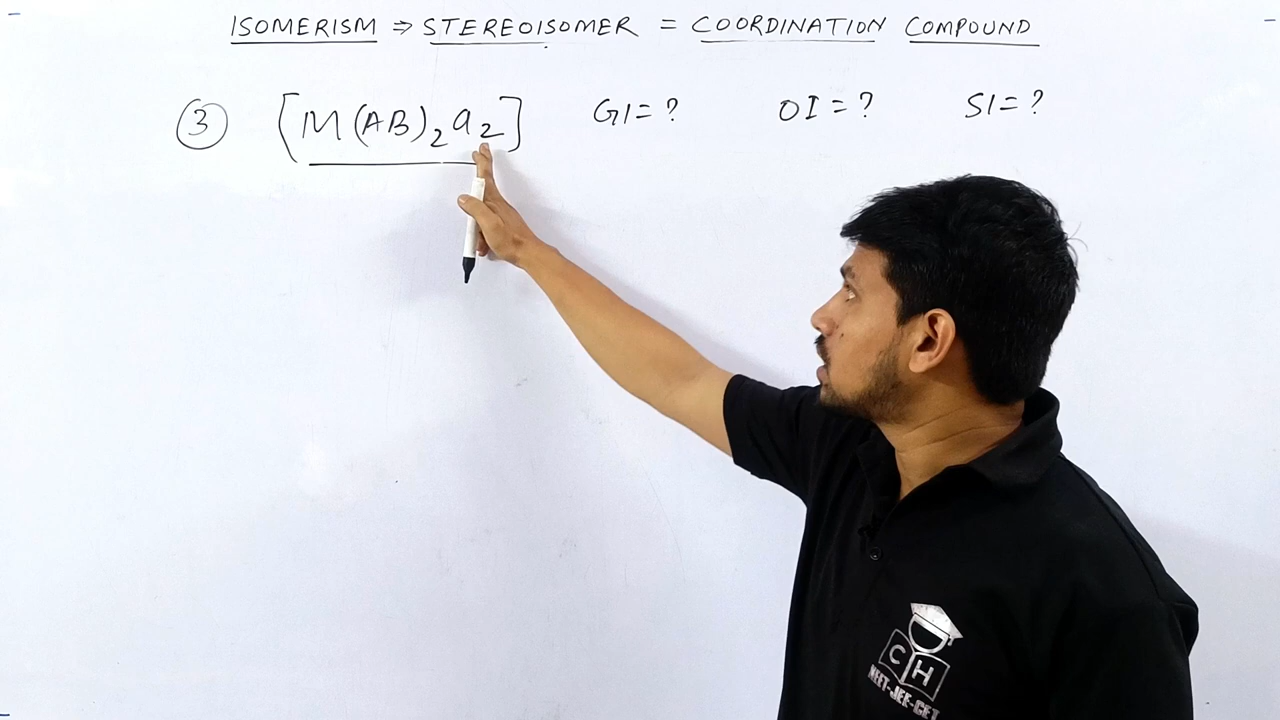 ISOMERISM ⇒ STEREOISOMER = COORDINATION COMPOUND
③ [M(AB)₂a₂] GI=? OI=? SI=?
CH
NEET-JEE-CET